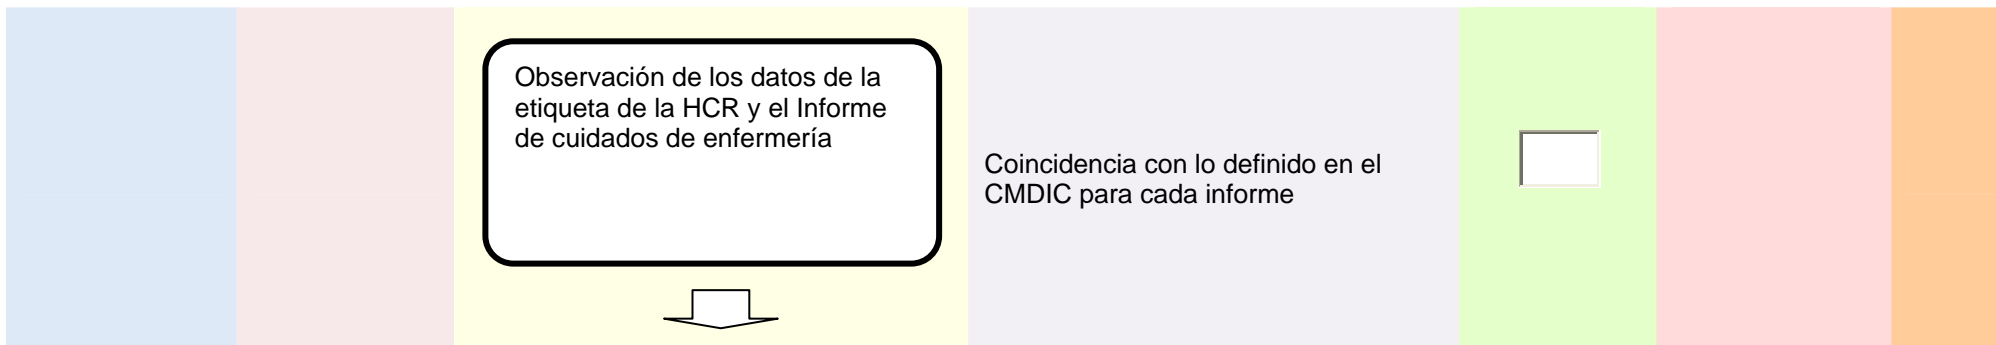 Observación de los datos de la
etiqueta de la HCR y el Informe
de cuidados de enfermería
Coincidencia con lo definido en el
CMDIC para cada informe